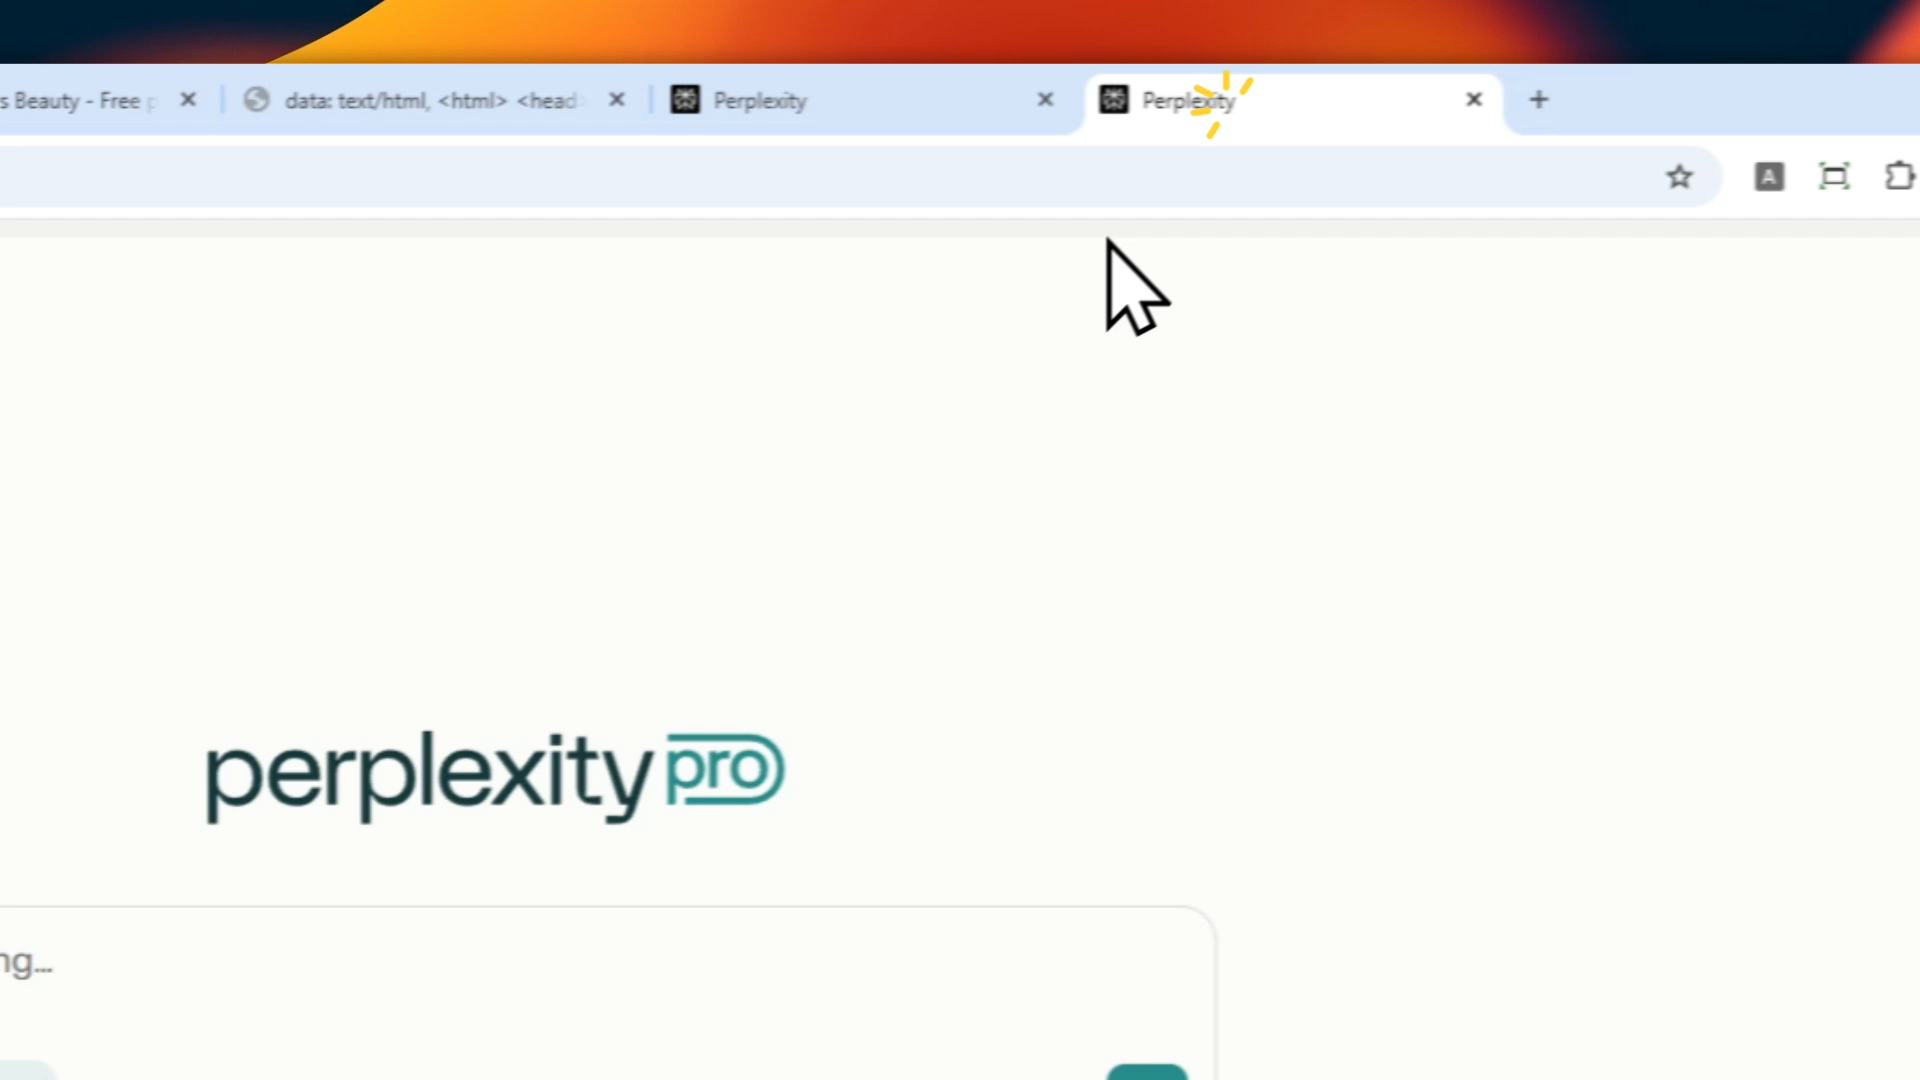 s Beauty - Free p
data: text/html, <html> <head>
Perplexity
Perplexity
A
perplexity pro
ng...